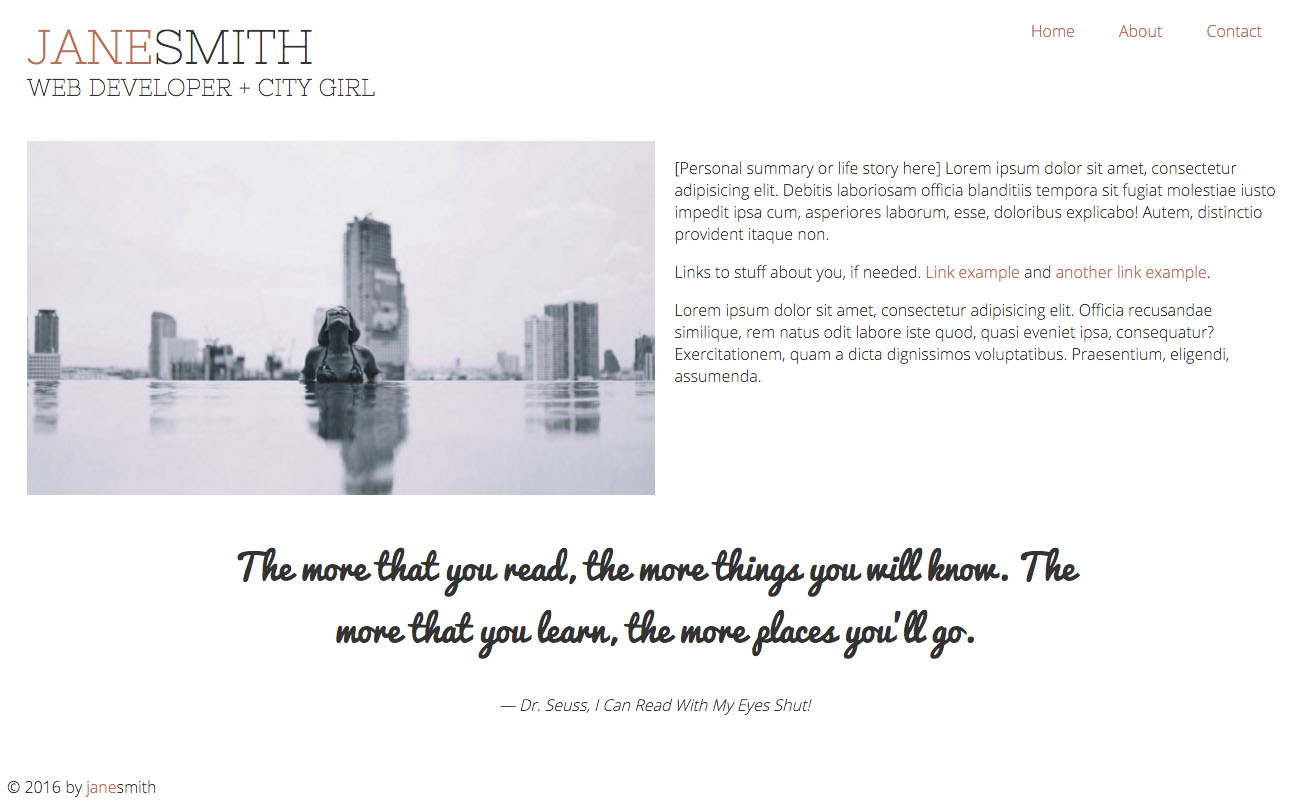 JANESMITH
WEB DEVELOPER + CITY GIRL
Home About Contact
[Personal summary or life story here] Lorem ipsum dolor sit amet, consectetur
adipisicing elit. Debitis laboriosam officia blanditiis tempora sit fugiat molestiae iusto
impedit ipsa cum, asperiores laborum, esse, doloribus explicabo! Autem, distinctio
provident itaque non.
Links to stuff about you, if needed. Link example and another link example.
Lorem ipsum dolor sit amet, consectetur adipisicing elit. Officia recusandae
similique, rem natus odit labore iste quod, quasi eveniet ipsa, consequatur?
Exercitationem, quam a dicta dignissimos voluptatibus. Praesentium, eligendi,
assumenda.
The more that you read, the more things you will know. The
more that you learn, the more places you'll go.
— Dr. Seuss, I Can Read With My Eyes Shut!
© 2016 by janesmith